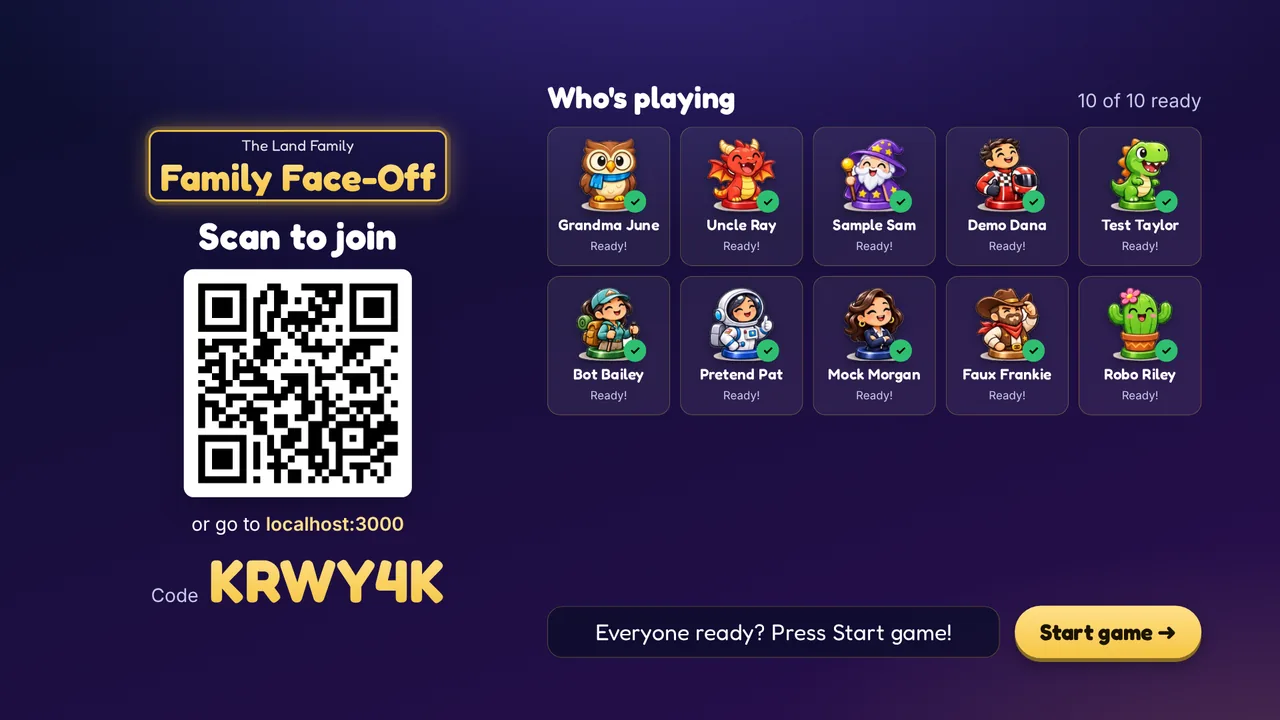 The Land Family
Family Face-Off
Scan to join
or go to localhost:3000
Code KRWY4K
Who's playing
10 of 10 ready
Grandma June
Ready!
Uncle Ray
Ready!
Sample Sam
Ready!
Demo Dana
Ready!
Test Taylor
Ready!
Bot Bailey
Ready!
Pretend Pat
Ready!
Mock Morgan
Ready!
Faux Frankie
Ready!
Robo Riley
Ready!
Everyone ready? Press Start game!
Start game →